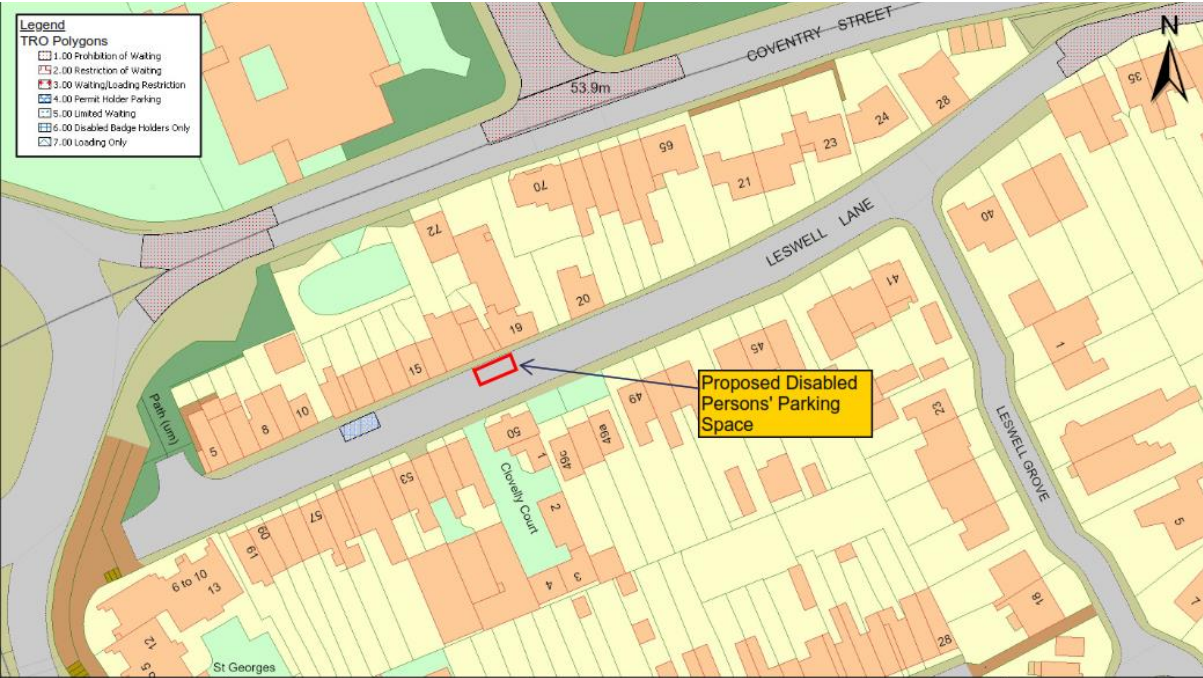 Legend
TRO Polygons
1.00 Prohibition of Waiting
2.00 Restriction of Waiting
3.00 Waiting/Loading Restriction
4.00 Permit Holder Parking
5.00 Limited Waiting
6.00 Disabled Badge Holders Only
7.00 Loading Only
N
COVENTRY STREET
53.9m
35
28
24
23
21
65
70
72
40
LESWELL LANE
20
19
15
41
45
49
1
Proposed Disabled
Persons' Parking
Space
Path (um)
10
8
5
50
1
49a
49c
Clovelly Court
2
53
57
60
61
23
LESWELL GROVE
5
6 to 10
13
4
3
12
18
28
7
St Georges